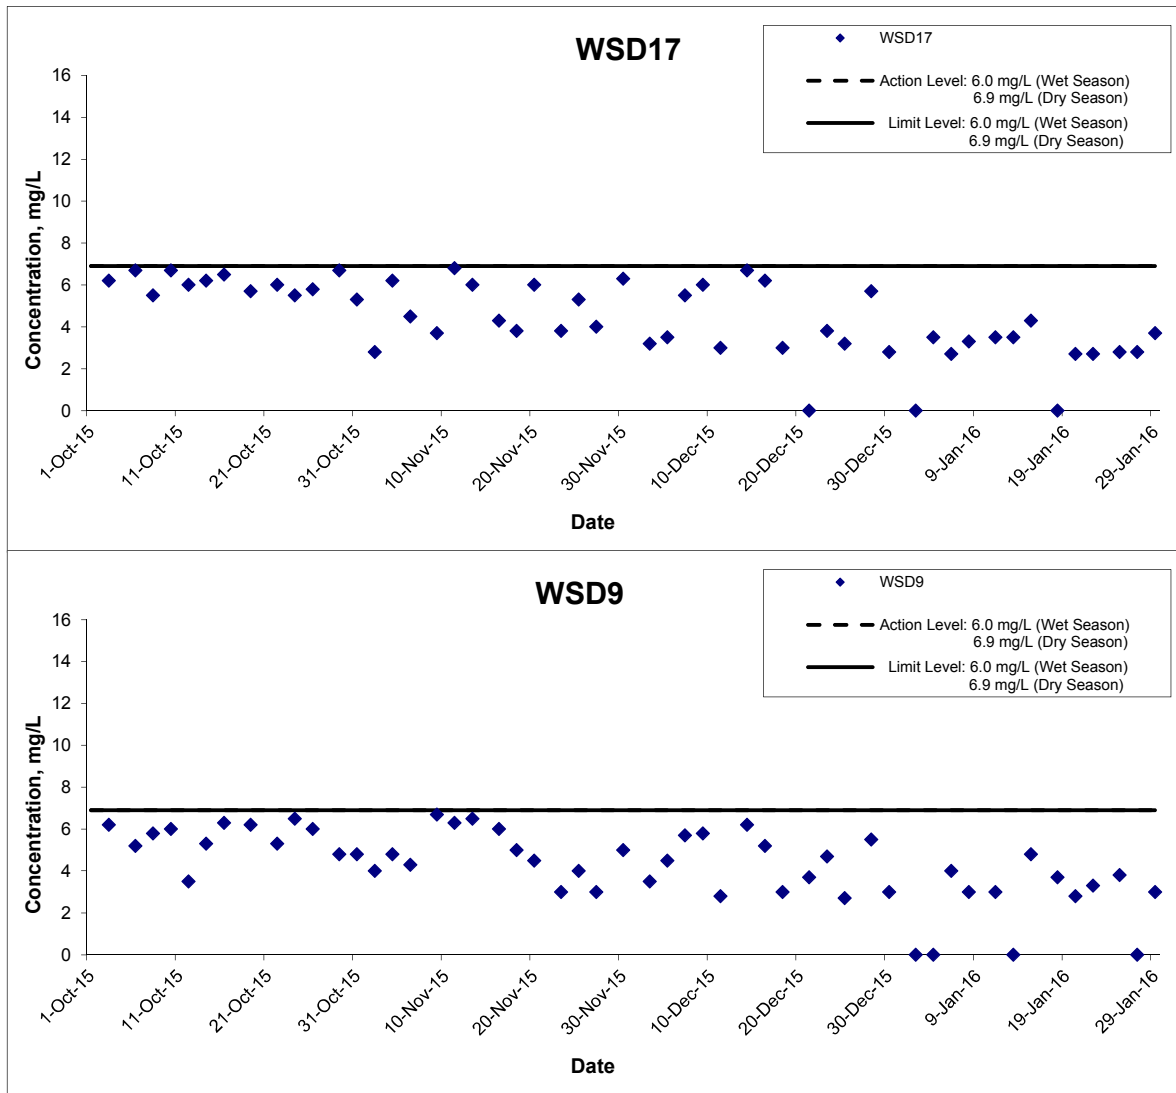 WSD17
WSD17
Action Level: 6.0 mg/L (Wet Season)
6.9 mg/L (Dry Season)
Limit Level: 6.0 mg/L (Wet Season)
6.9 mg/L (Dry Season)
Concentration, mg/L
16
14
12
10
8
6
4
2
0
1-Oct-15
11-Oct-15
21-Oct-15
31-Oct-15
10-Nov-15
20-Nov-15
30-Nov-15
10-Dec-15
20-Dec-15
30-Dec-15
9-Jan-16
19-Jan-16
29-Jan-16
Date
WSD9
WSD9
Action Level: 6.0 mg/L (Wet Season)
6.9 mg/L (Dry Season)
Limit Level: 6.0 mg/L (Wet Season)
6.9 mg/L (Dry Season)
Concentration, mg/L
16
14
12
10
8
6
4
2
0
1-Oct-15
11-Oct-15
21-Oct-15
31-Oct-15
10-Nov-15
20-Nov-15
30-Nov-15
10-Dec-15
20-Dec-15
30-Dec-15
9-Jan-16
19-Jan-16
29-Jan-16
Date